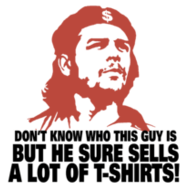 $
DON'T KNOW WHO THIS GUY IS
BUT HE SURE SELLS
A LOT OF T-SHIRTS!